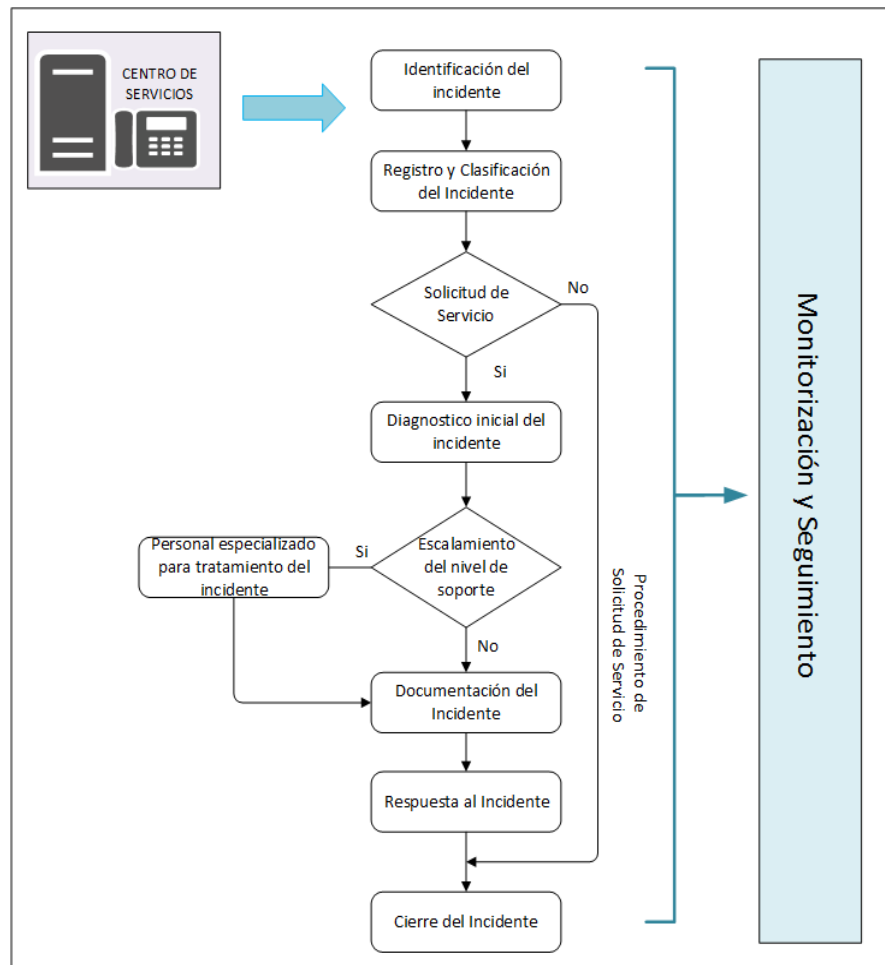 CENTRO DE
SERVICIOS
Identificación del
incidente
Registro y Clasificación
del Incidente
Solicitud de
Servicio
No
Si
Diagnostico inicial del
incidente
Escalamiento
del nivel de
soporte
Si
Personal especializado
para tratamiento del
incidente
No
Documentación del
Incidente
Respuesta al Incidente
Cierre del Incidente
Procedimiento de
Solicitud de Servicio
Monitorización y Seguimiento